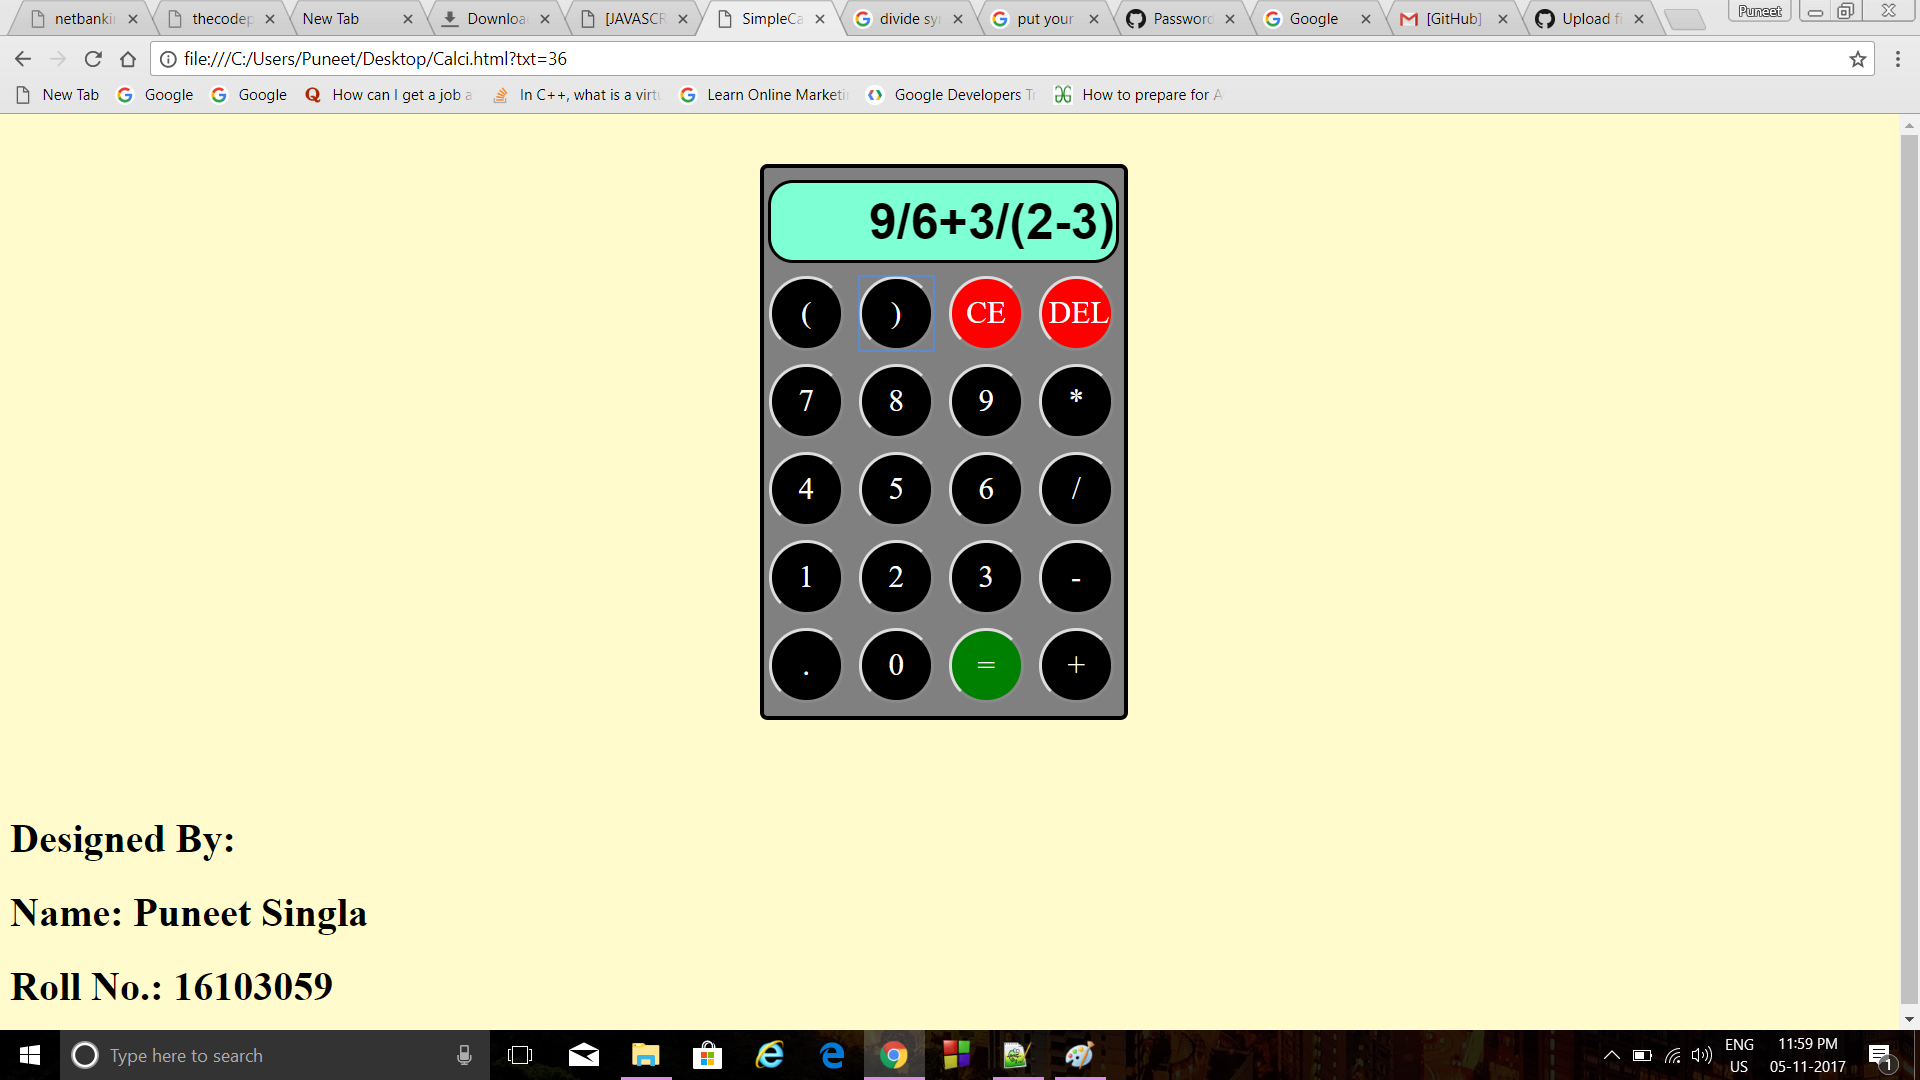 netbanki
thecodep
New Tab
Downloa
[JAVASCR
SimpleCa
divide sy
put your
Password
Google
[GitHub]
Upload fi
Puneet
file:///C:/Users/Puneet/Desktop/Calci.html?txt=36
New Tab
Google
Google
How can I get a job a
In C++, what is a virtu
Learn Online Marketi
Google Developers Tr
How to prepare for A
9/6+3/(2-3)
( ) CE DEL
7 8 9 *
4 5 6 /
1 2 3 -
. 0 = +
Designed By:
Name: Puneet Singla
Roll No.: 16103059
Type here to search
ENG
US
11:59 PM
05-11-2017
1